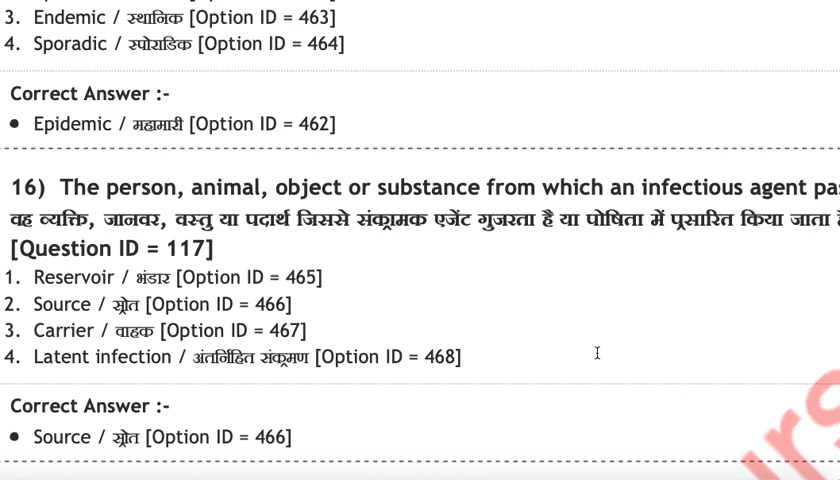 3. Endemic / स्थानिक [Option ID = 463]
4. Sporadic / स्पोराडिक [Option ID = 464]
Correct Answer :-
• Epidemic / महामारी [Option ID = 462]
16) The person, animal, object or substance from which an infectious agent
वह व्यक्ति, जानवर, वस्तु या पदार्थ जिससे संक्रामक एजेंट गुजरता है या पोषिता में प्रसारित किया जाता
[Question ID = 117]
1. Reservoir / भंडार [Option ID = 465]
2. Source / स्रोत [Option ID = 466]
3. Carrier / वाहक [Option ID = 467]
4. Latent infection / अंतर्निहित संक्रमण [Option ID = 468]
Correct Answer :-
• Source / स्रोत [Option ID = 466]